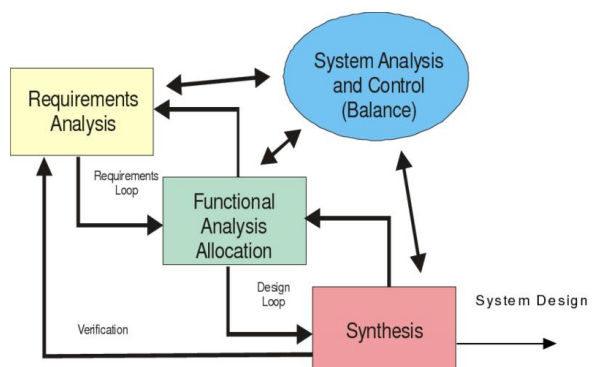 System Analysis
and Control
(Balance)
Requirements
Analysis
Requirements
Loop
Functional
Analysis
Allocation
Design
Loop
System Design
Verification
Synthesis